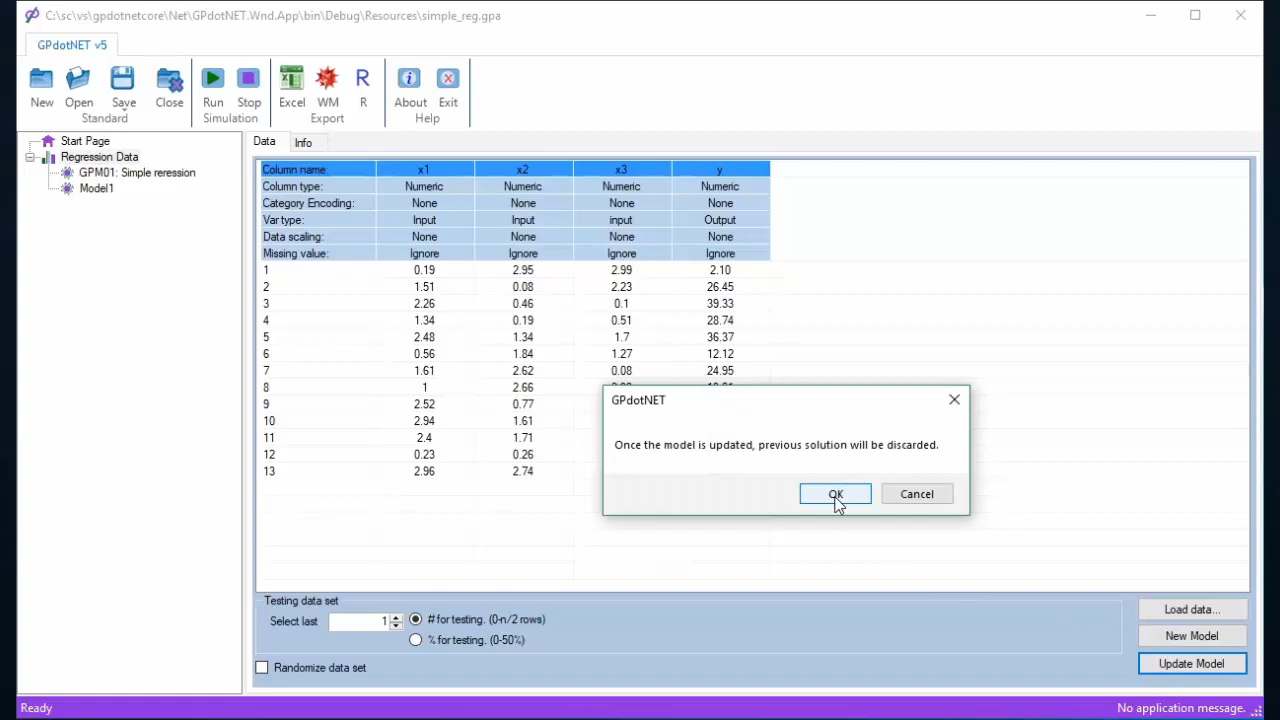 C:\sc\vs\gpdotnetcore\Net\GPdotNET.Wnd.App\bin\Debug\Resources\simple_reg.gpa
GPdotNET v5
New Open Save Close Run Stop Excel WM R About Exit
Standard Simulation Export Help
Start Page
Regression Data
GPM01: Simple reression
Model1
Data Info
Column name: x1 x2 x3 y
Column type: Numeric Numeric Numeric Numeric
Category Encoding: None None None None
Var type: Input Input input Output
Data scaling: None None None None
Missing value: Ignore Ignore Ignore Ignore
1 0.19 2.95 2.99 2.10
2 1.51 0.08 2.23 26.45
3 2.26 0.46 0.1 39.33
4 1.34 0.19 0.51 28.74
5 2.48 1.34 1.7 36.37
6 0.56 1.84 1.27 12.12
7 1.61 2.62 0.08 24.95
8 1 2.66
9 2.52 0.77
10 2.94 1.61
11 2.4 1.71
12 0.23 0.26
13 2.96 2.74
GPdotNET
Once the model is updated, previous solution will be discarded.
OK Cancel
Testing data set
Select last 1 # for testing. (0-n/2 rows)
% for testing. (0-50%)
Randomize data set
Load data...
New Model
Update Model
Ready No application message.